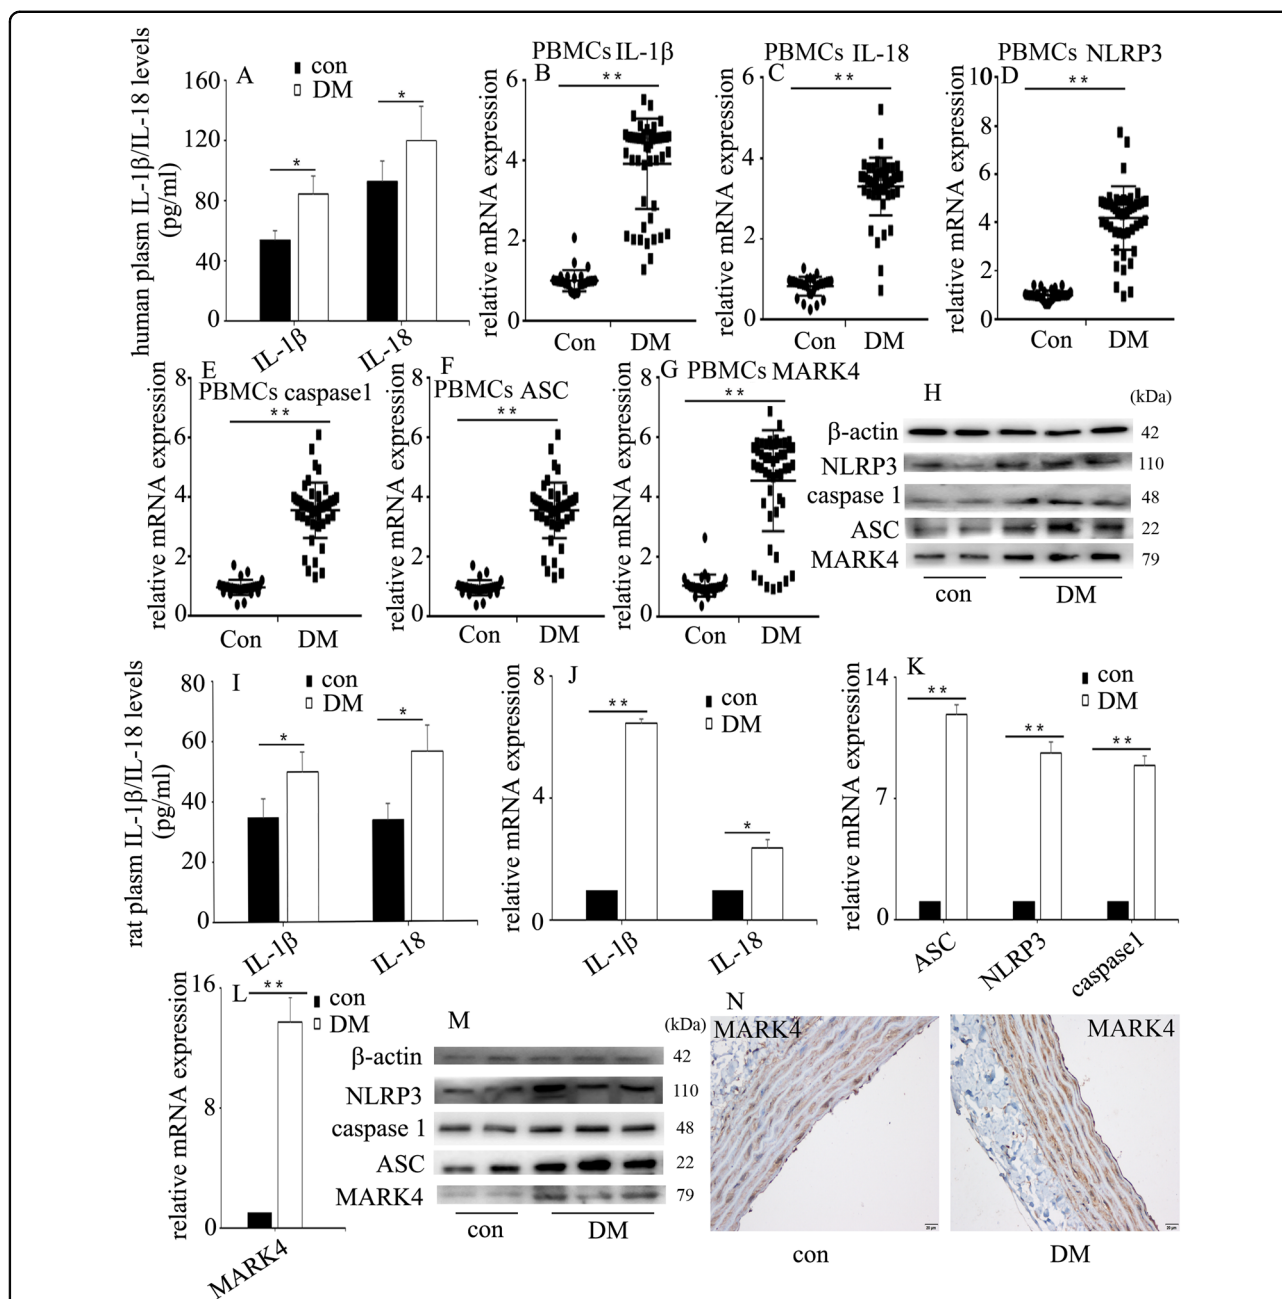 A
con
DM
human plasm IL-1β/IL-18 levels
(pg/ml)
160
120
80
40
0
*
*
IL-1β
IL-18
PBMCs IL-1β
B
**
relative mRNA expression
6
4
2
0
Con DM
PBMCs IL-18
C
**
relative mRNA expression
6
4
2
0
Con DM
PBMCs NLRP3
D
**
relative mRNA expression
10
8
6
4
2
0
Con DM
E
PBMCs caspase1
**
relative mRNA expression
8
6
4
2
0
Con DM
F
PBMCs ASC
**
relative mRNA expression
8
6
4
2
0
Con DM
G PBMCs MARK4
**
relative mRNA expression
8
6
4
2
0
Con DM
H
(kDa)
β-actin 42
NLRP3 110
caspase 1 48
ASC 22
MARK4 79
con DM
I
con
DM
rat plasm IL-1β/IL-18 levels
(pg/ml)
80
60
40
20
0
*
*
IL-1β
IL-18
J
con
DM
relative mRNA expression
8
4
0
**
*
IL-1β
IL-18
K
con
DM
relative mRNA expression
14
7
0
**
**
**
ASC
NLRP3
caspase1
L
con
DM
relative mRNA expression
16
8
0
**
MARK4
M
(kDa)
β-actin 42
NLRP3 110
caspase 1 48
ASC 22
MARK4 79
con DM
N
MARK4
MARK4
20 μm
20 μm
con DM